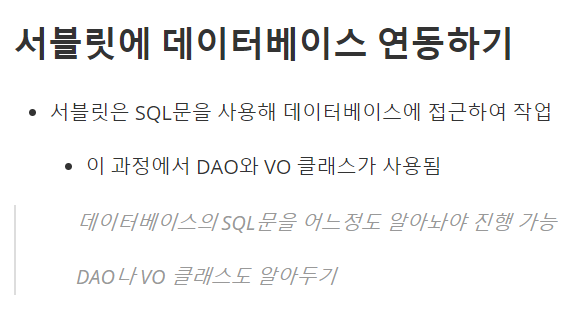 서블릿에 데이터베이스 연동하기
서블릿은 SQL문을 사용해 데이터베이스에 접근하여 작업
이 과정에서 DAO와 VO 클래스가 사용됨
데이터베이스의 SQL문을 어느정도 알아놔야 진행 가능
DAO나 VO 클래스도 알아두기